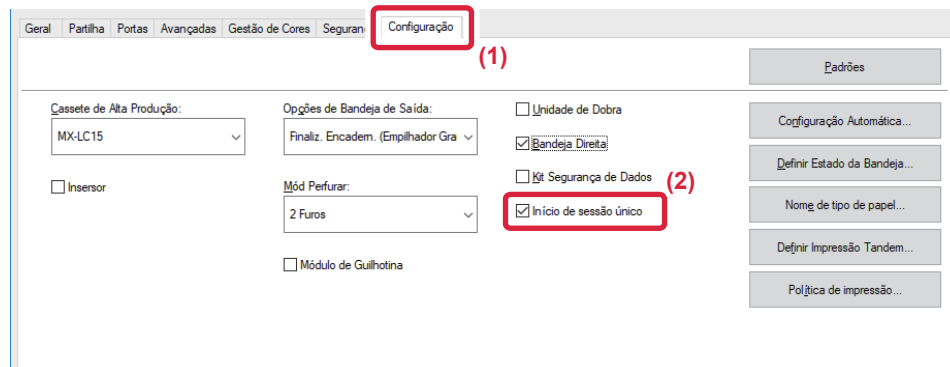 Geral Partilha Portas Avançadas Gestão de Cores Seguran Configuração
(1)
Padrões
Cassete de Alta Produção:
MX-LC15
Insersor
Opções de Bandeja de Saída:
Finaliz. Encadem. (Empilhador Gra
Mód Perfurar:
2 Furos
Módulo de Guilhotina
Unidade de Dobra
Bandeja Direita
Kit Segurança de Dados
(2)
Início de sessão único
Configuração Automática...
Definir Estado da Bandeja...
Nome de tipo de papel...
Definir Impressão Tandem...
Política de impressão...